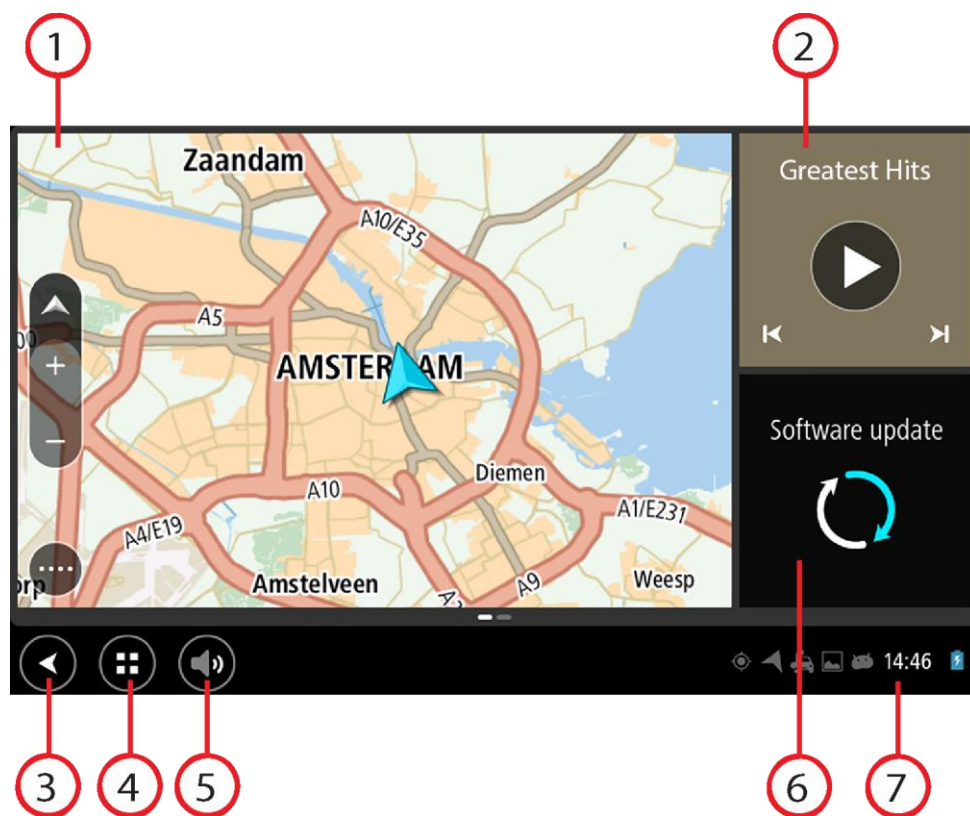 1
2
Zaandam
Greatest Hits
A10/E35
A5
00
AMSTERDAM
+
−
Software update
Diemen
A10
A1/E231
A4/E19
Amstelveen
A9
Weesp
14:46
3
4
5
6
7